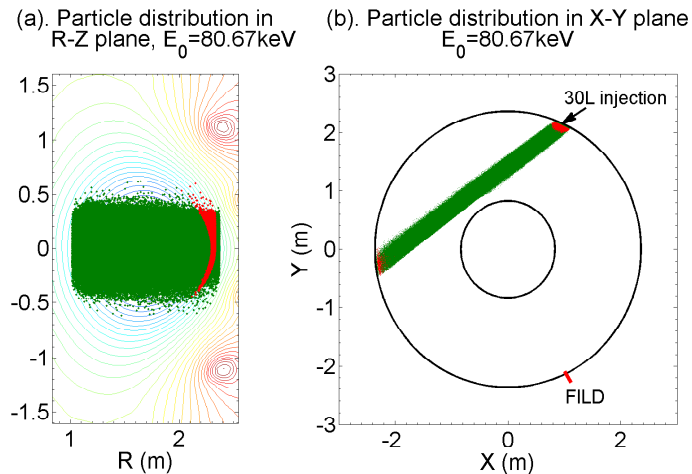 (a). Particle distribution in
R-Z plane, E0=80.67keV
1.5
1
0.5
0
-0.5
-1
-1.5
1
2
R (m)
(b). Particle distribution in X-Y plane
E0=80.67keV
3
2
1
0
-1
-2
-3
-2
0
2
Y (m)
X (m)
30L injection
FILD